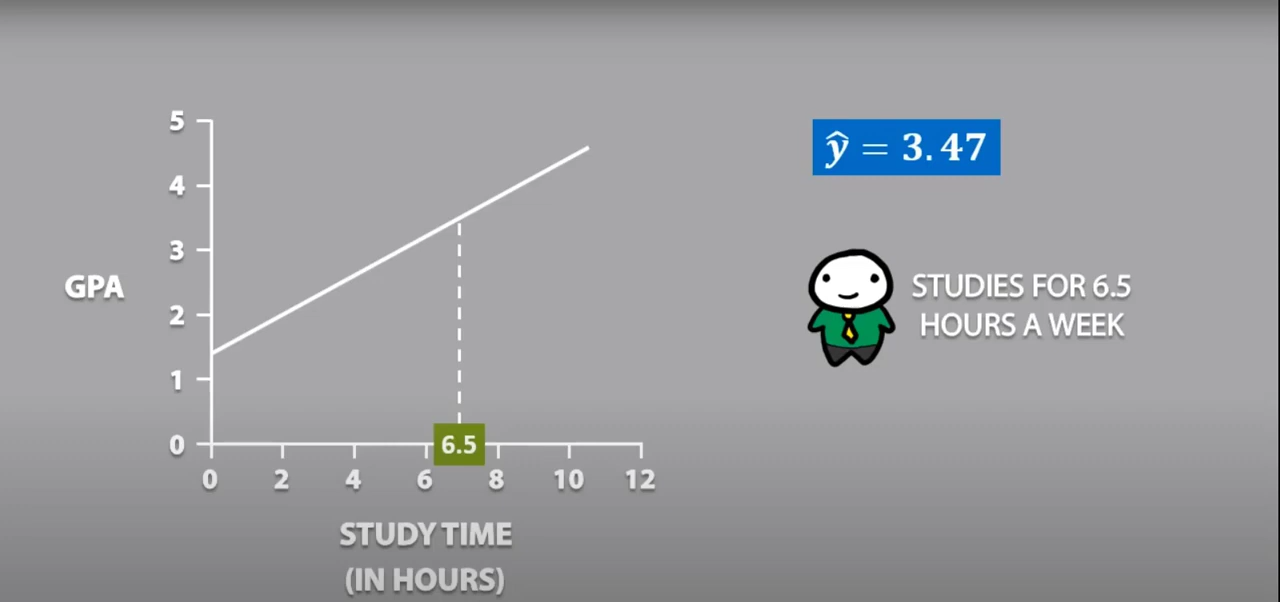 5
4
3
2
1
0
GPA
6.5
0 2 4 6 8 10 12
STUDY TIME
(IN HOURS)
ŷ = 3.47
STUDIES FOR 6.5
HOURS A WEEK